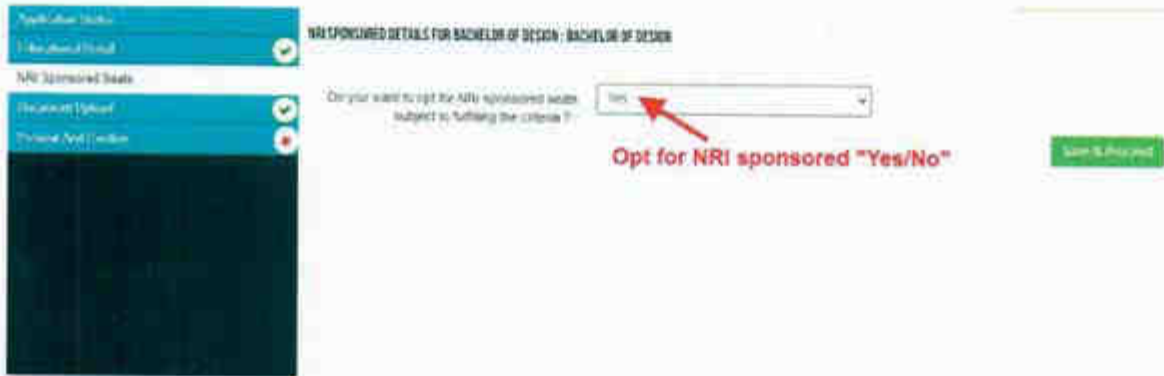 Application Status
Educational Detail
NRI Sponsored Seats
Document Upload
Preview And Confirm
NRI SPONSORED DETAILS FOR BACHELOR OF DESIGN : BACHELOR OF DESIGN
Do your want to opt for NRI sponsored seats
subject to fulfilling the criteria ?
Yes
Opt for NRI sponsored "Yes/No"
Save & Proceed